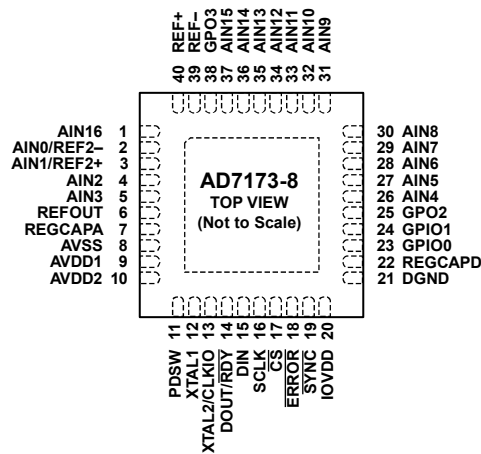 40 REF+
39 REF–
38 GPO3
37 AIN15
36 AIN14
35 AIN13
34 AIN12
33 AIN11
32 AIN10
31 AIN9
AIN16 1
AIN0/REF2– 2
AIN1/REF2+ 3
AIN2 4
AIN3 5
REFOUT 6
REGCAPA 7
AVSS 8
AVDD1 9
AVDD2 10
AD7173-8
TOP VIEW
(Not to Scale)
30 AIN8
29 AIN7
28 AIN6
27 AIN5
26 AIN4
25 GPO2
24 GPIO1
23 GPIO0
22 REGCAPD
21 DGND
PDSW 11
XTAL1 12
XTAL2/CLKIO 13
DOUT/RDY 14
DIN 15
SCLK 16
CS 17
ERROR 18
SYNC 19
IOVDD 20